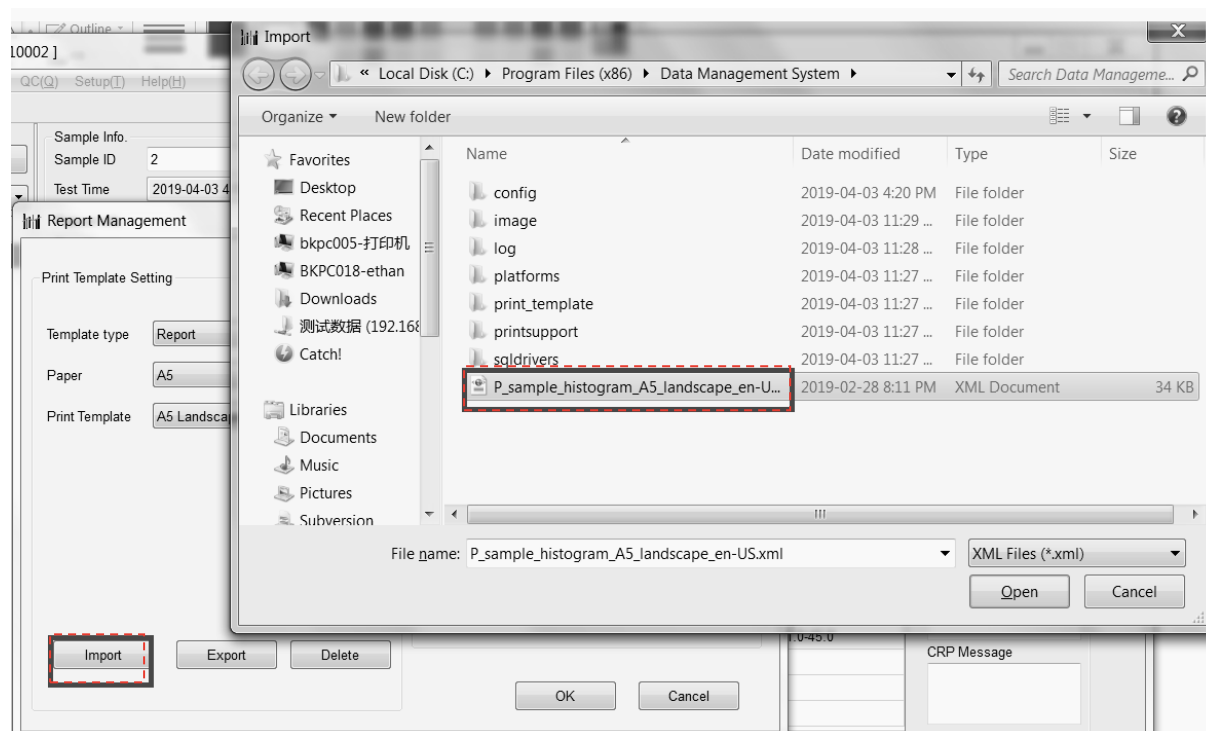 Outline
10002 ]
QC(Q) Setup(T) Help(H)
Sample Info.
Sample ID 2
Test Time 2019-04-03 4
Report Management
Print Template Setting
Template type Report
Paper A5
Print Template A5 Landsca
Import Export Delete
OK Cancel
Import
« Local Disk (C:) Program Files (x86) Data Management System
Search Data Manageme...
Organize New folder
Favorites
Desktop
Recent Places
bkpc005-打印机
BKPC018-ethan
Downloads
测试数据 (192.168
Catch!
Libraries
Documents
Music
Pictures
Subversion
Name Date modified Type Size
config 2019-04-03 4:20 PM File folder
image 2019-04-03 11:29 ... File folder
log 2019-04-03 11:28 ... File folder
platforms 2019-04-03 11:27 ... File folder
print_template 2019-04-03 11:27 ... File folder
printsupport 2019-04-03 11:27 ... File folder
sqldrivers 2019-04-03 11:27 ... File folder
P_sample_histogram_A5_landscape_en-U... 2019-02-28 8:11 PM XML Document 34 KB
File name: P_sample_histogram_A5_landscape_en-US.xml XML Files (*.xml)
Open Cancel
1.0-45.0
CRP Message